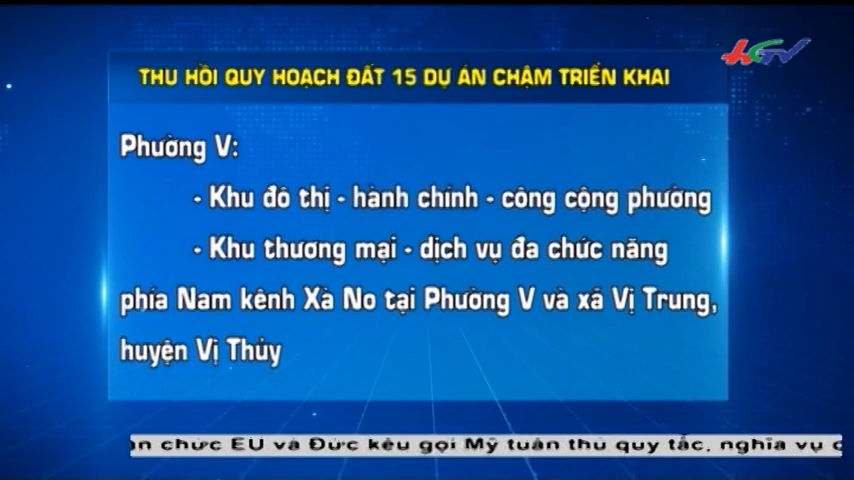 HGTV
THU HỒI QUY HOẠCH ĐẤT 15 DỰ ÁN CHẬM TRIỂN KHAI
Phường V:
- Khu đô thị - hành chính - công cộng phường
- Khu thương mại - dịch vụ đa chức năng
phía Nam kênh Xà No tại Phường V và xã Vị Trung,
huyện Vị Thủy
chức EU và Đức kêu gọi Mỹ tuân thủ quy tắc, nghĩa vụ